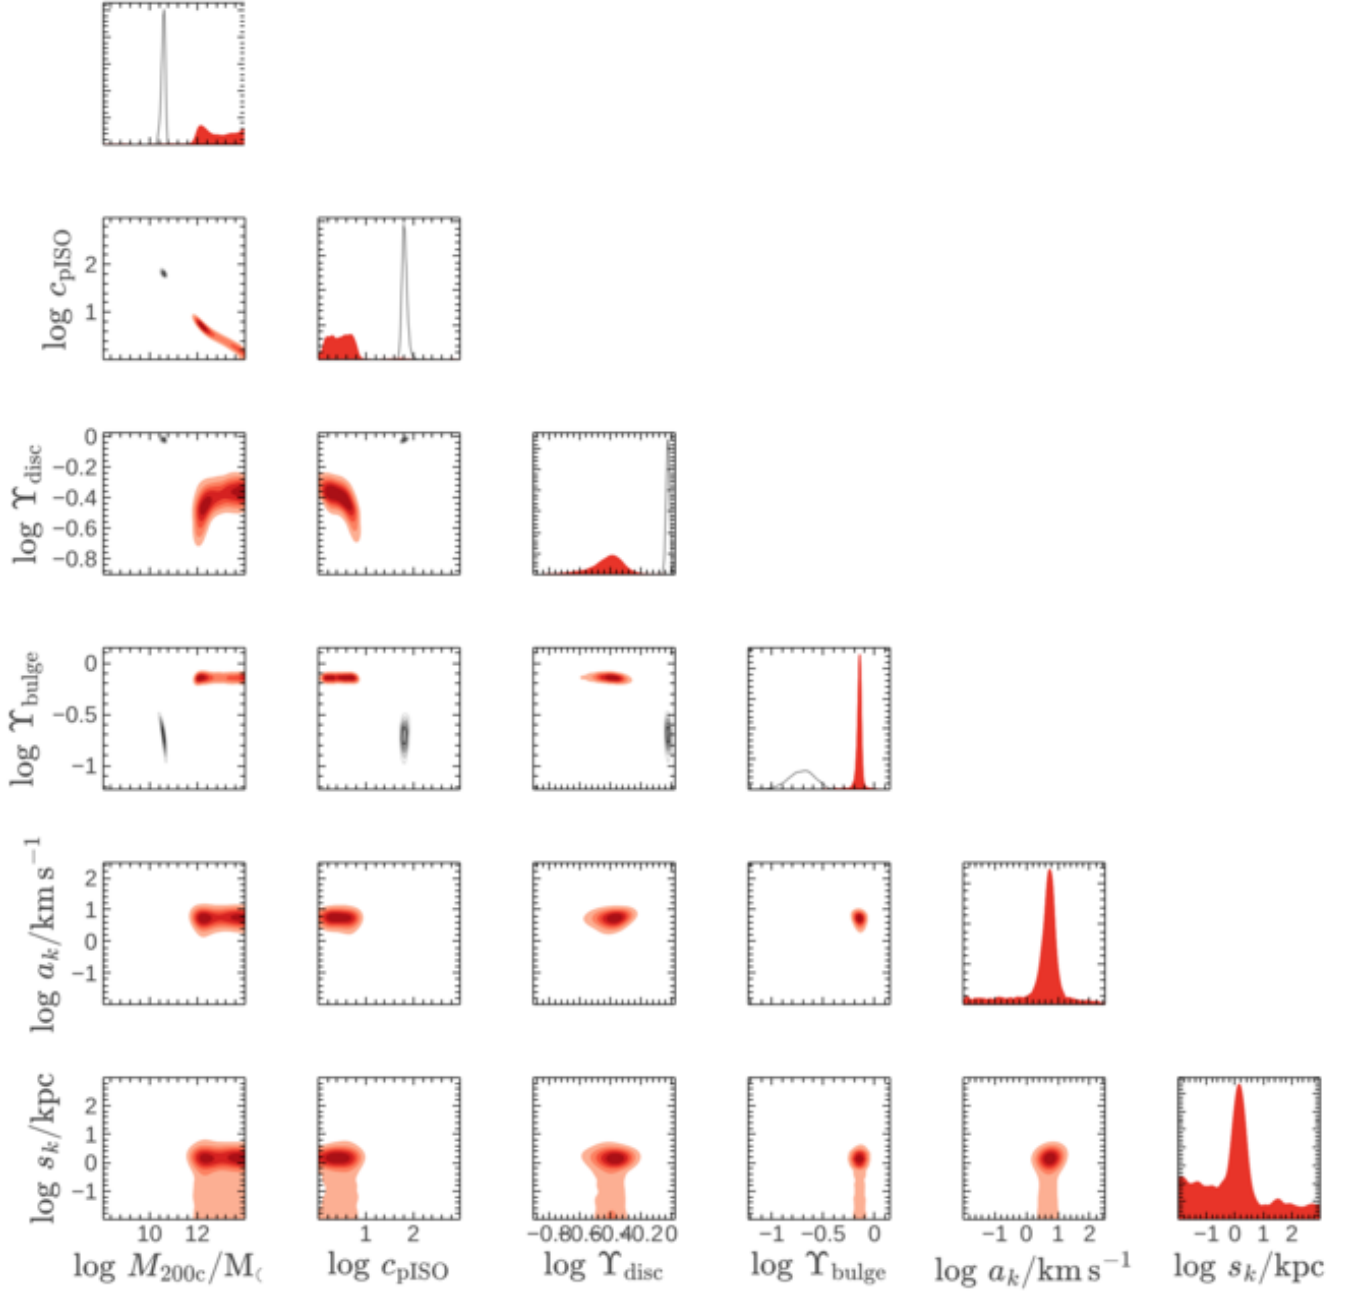 log c_pISO
2
1
log ϒ_disc
0
−0.2
−0.4
−0.6
−0.8
log ϒ_bulge
0
−0.5
−1
log a_k/km s⁻¹
2
1
0
−1
log s_k/kpc
2
1
0
−1
10 12
1 2
−0.8 −0.6 −0.4 −0.2 0
−1 −0.5 0
−1 0 1 2
−1 0 1 2
log M_200c/M
log c_pISO
log ϒ_disc
log ϒ_bulge
log a_k/km s⁻¹
log s_k/kpc